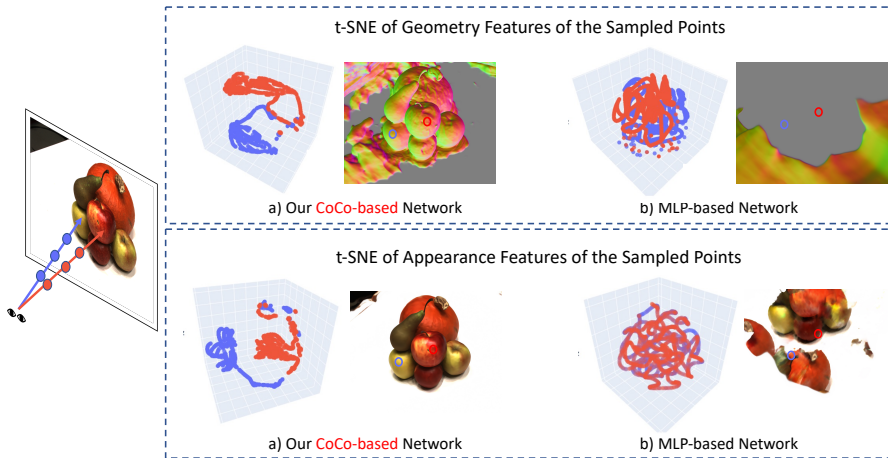 t-SNE of Geometry Features of the Sampled Points
a) Our CoCo-based Network
b) MLP-based Network
t-SNE of Appearance Features of the Sampled Points
a) Our CoCo-based Network
b) MLP-based Network